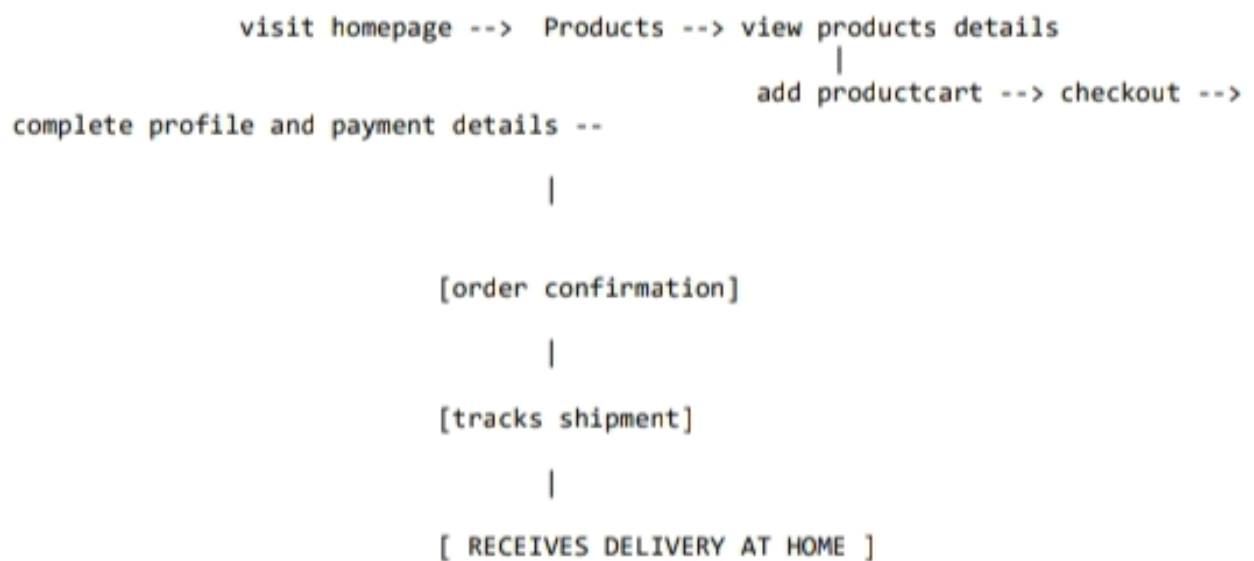 visit homepage --> Products --> view products details
|
add productcart --> checkout -->
complete profile and payment details --
|
[order confirmation]
|
[tracks shipment]
|
[ RECEIVES DELIVERY AT HOME ]